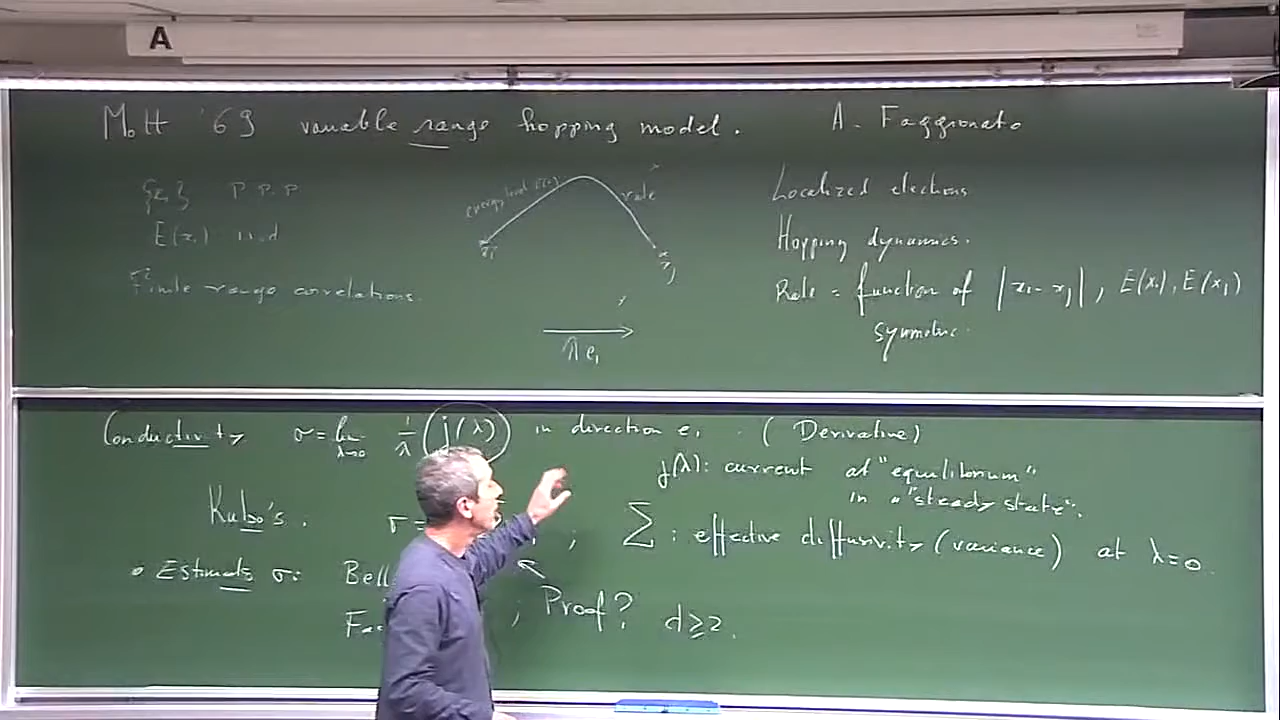 A
Mott '69 variable range hopping model. A. Faggionato
{x_i} p.p.p
E(x_i) i.i.d
Finite range correlations.
energy level E(x_i)
rate
x_i
x_j
λe₁
Localized electrons
Hopping dynamics.
Rate = function of |x_i - x_j|, E(x_i), E(x_j)
symmetric.
Conductivity σ = lim_{λ→0} 1/λ (j(λ)) in direction e₁. (Derivative)
j(λ): current at "equilibrium"
in a "steady state".
Kubo's. σ = ; Σ: effective diffusivity (variance) at λ=0.
• Estimate σ:
; Proof? d≥2.